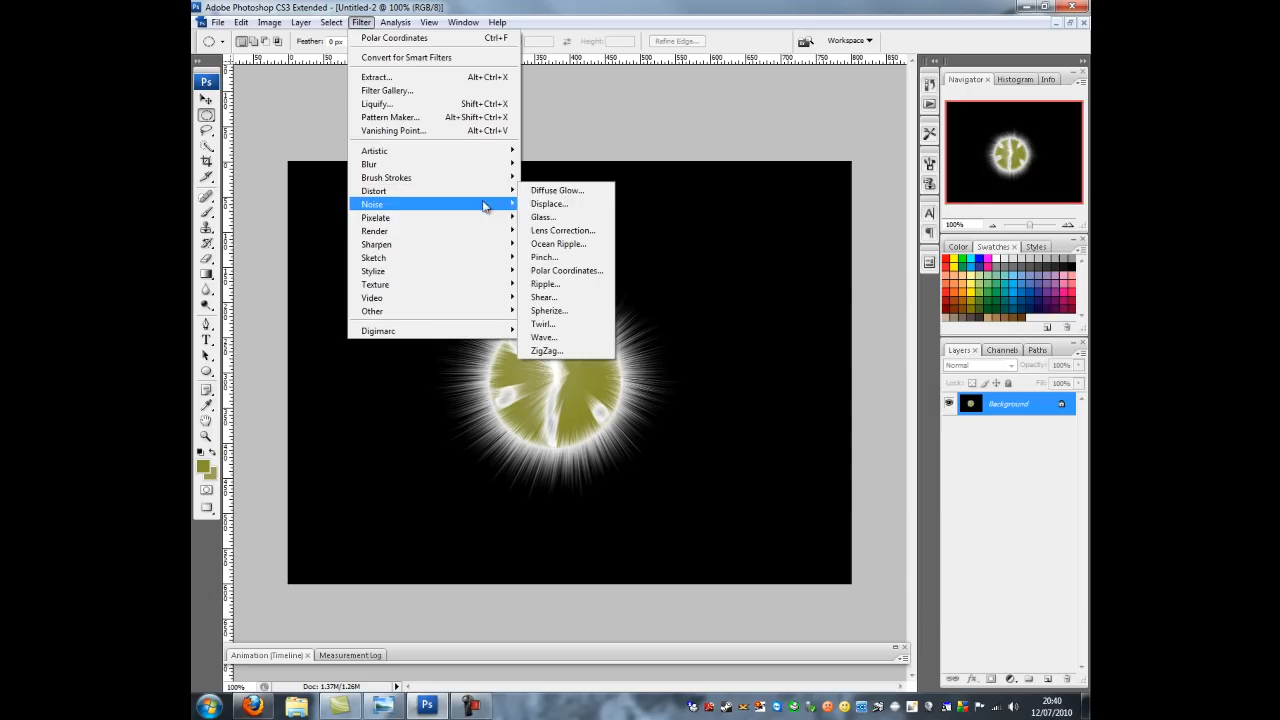 Adobe Photoshop CS3 Extended - [Untitled-2 @ 100% (RGB/8)]
File Edit Image Layer Select Filter Analysis View Window Help
Feather: 0 px Height: Refine Edge... Workspace
Polar Coordinates Ctrl+F
Convert for Smart Filters
Extract... Alt+Ctrl+X
Filter Gallery...
Liquify... Shift+Ctrl+X
Pattern Maker... Alt+Shift+Ctrl+X
Vanishing Point... Alt+Ctrl+V
Artistic
Blur
Brush Strokes
Distort
Noise
Pixelate
Render
Sharpen
Sketch
Stylize
Texture
Video
Other
Digimarc
Diffuse Glow...
Displace...
Glass...
Lens Correction...
Ocean Ripple...
Pinch...
Polar Coordinates...
Ripple...
Shear...
Spherize...
Twirl...
Wave...
ZigZag...
Navigator Histogram Info
100%
Color Swatches Styles
Layers Channels Paths
Normal Opacity: 100%
Lock: Fill: 100%
Background
Animation (Timeline) Measurement Log
100% Doc: 1.37M/1.26M
Ps
20:40
12/07/2010